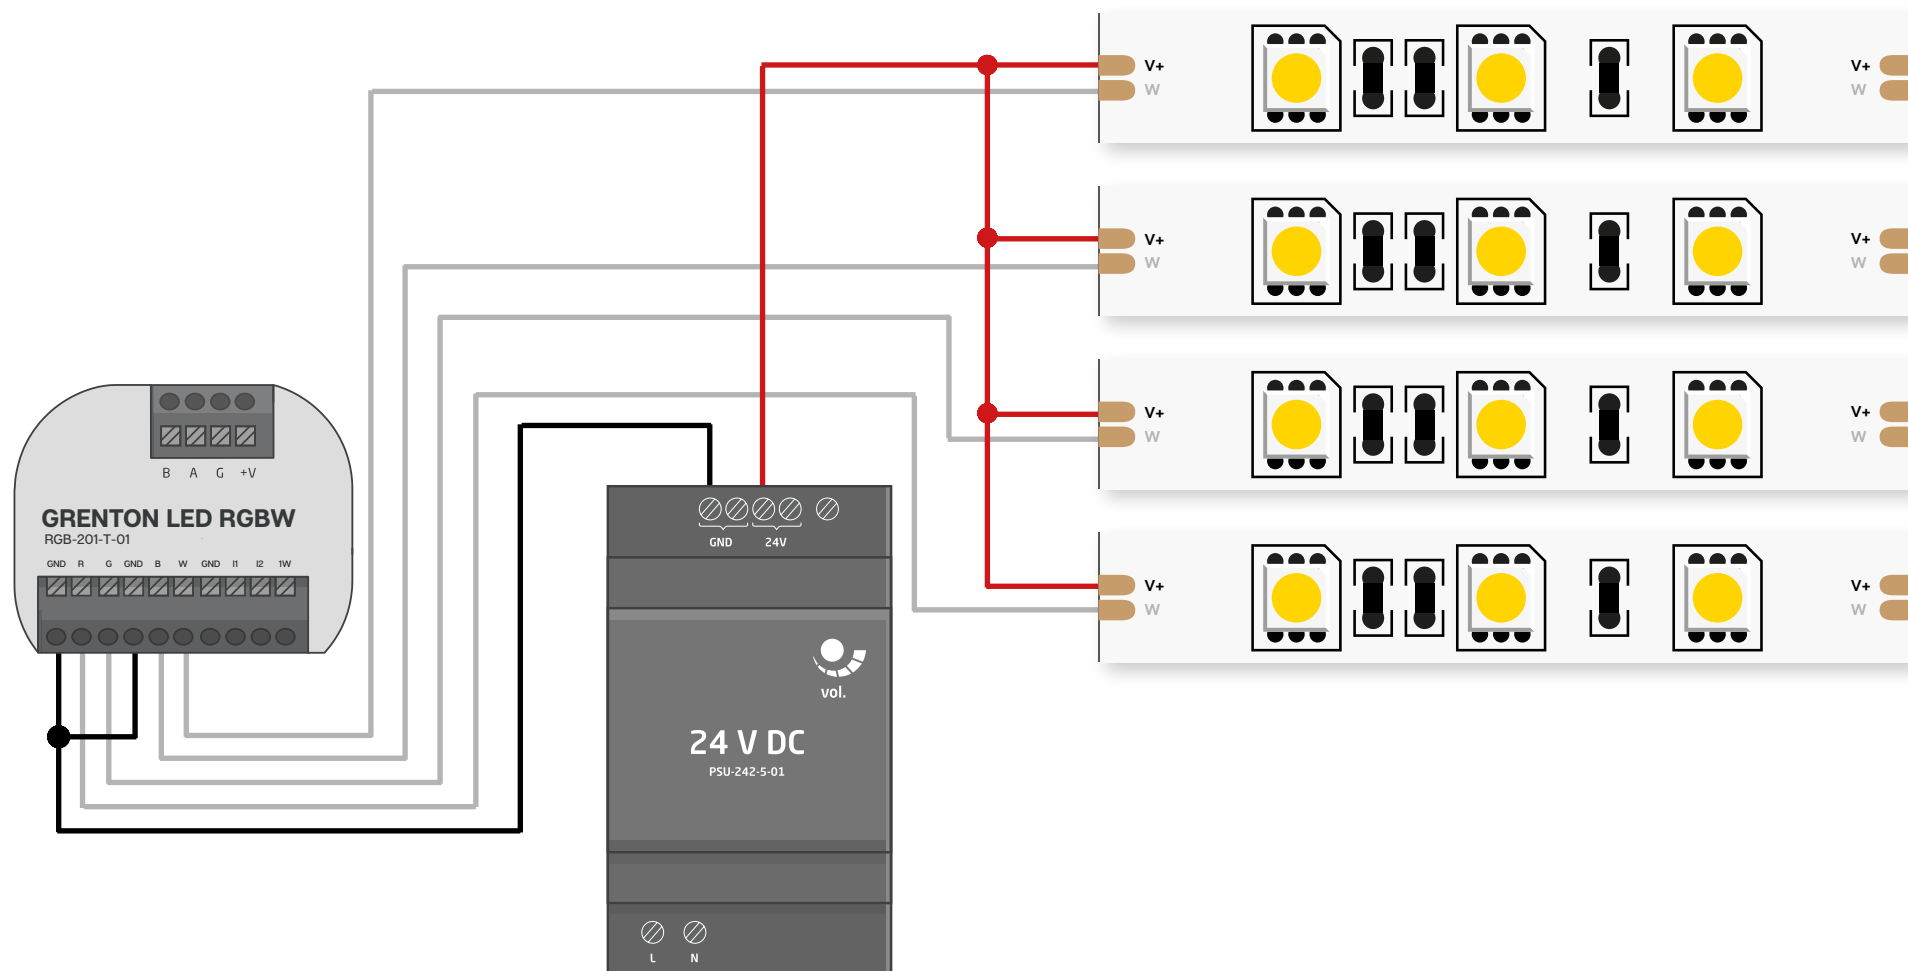 V+ V+
W W
V+ V+
W W
V+ V+
W W
V+ V+
W W
B A G +V
GRENTON LED RGBW
RGB-201-T-01
GND R G GND B W GND I1 I2 1W
GND 24V
vol.
24 V DC
PSU-242-5-01
L N